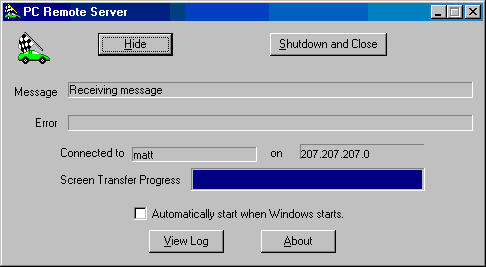 PC Remote Server
Hide Shutdown and Close
Message Receiving message
Error
Connected to matt on 207.207.207.0
Screen Transfer Progress
Automatically start when Windows starts.
View Log About